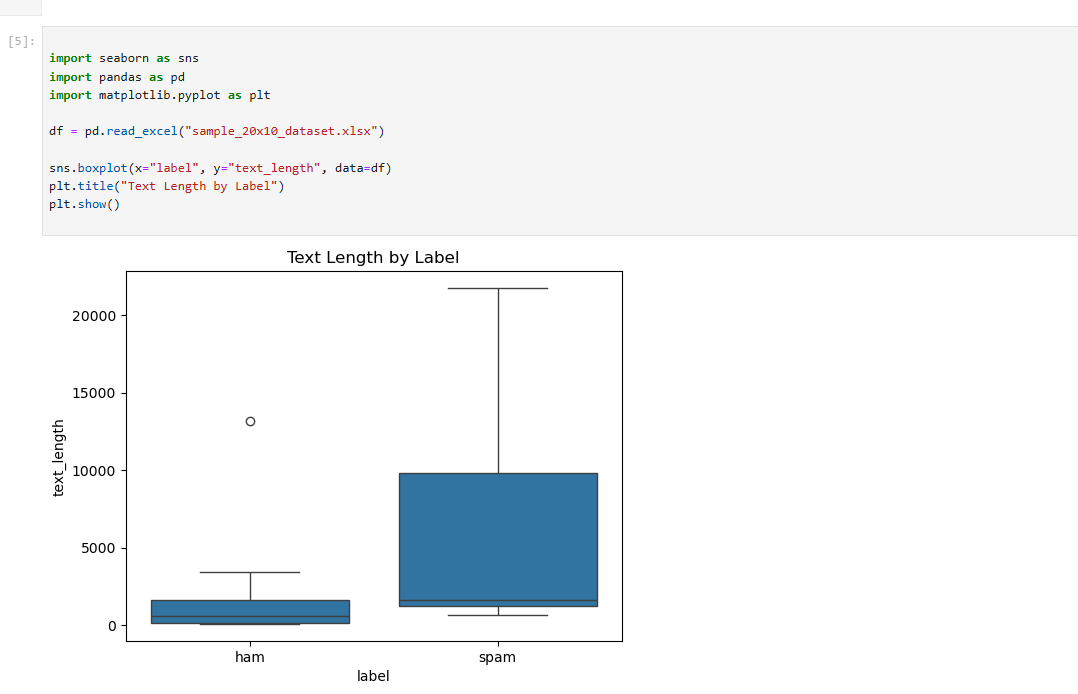 [5]:
import seaborn as sns
import pandas as pd
import matplotlib.pyplot as plt
df = pd.read_excel("sample_20x10_dataset.xlsx")
sns.boxplot(x="label", y="text_length", data=df)
plt.title("Text Length by Label")
plt.show()
Text Length by Label
20000
15000
10000
5000
0
text_length
ham spam
label